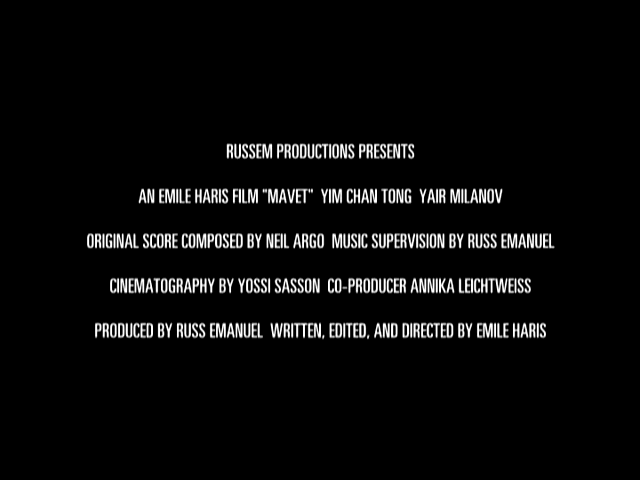 RUSSEM PRODUCTIONS PRESENTS
AN EMILE HARIS FILM "MAVET" YIM CHAN TONG YAIR MILANOV
ORIGINAL SCORE COMPOSED BY NEIL ARGO MUSIC SUPERVISION BY RUSS EMANUEL
CINEMATOGRAPHY BY YOSSI SASSON CO-PRODUCER ANNIKA LEICHTWEISS
PRODUCED BY RUSS EMANUEL WRITTEN, EDITED, AND DIRECTED BY EMILE HARIS